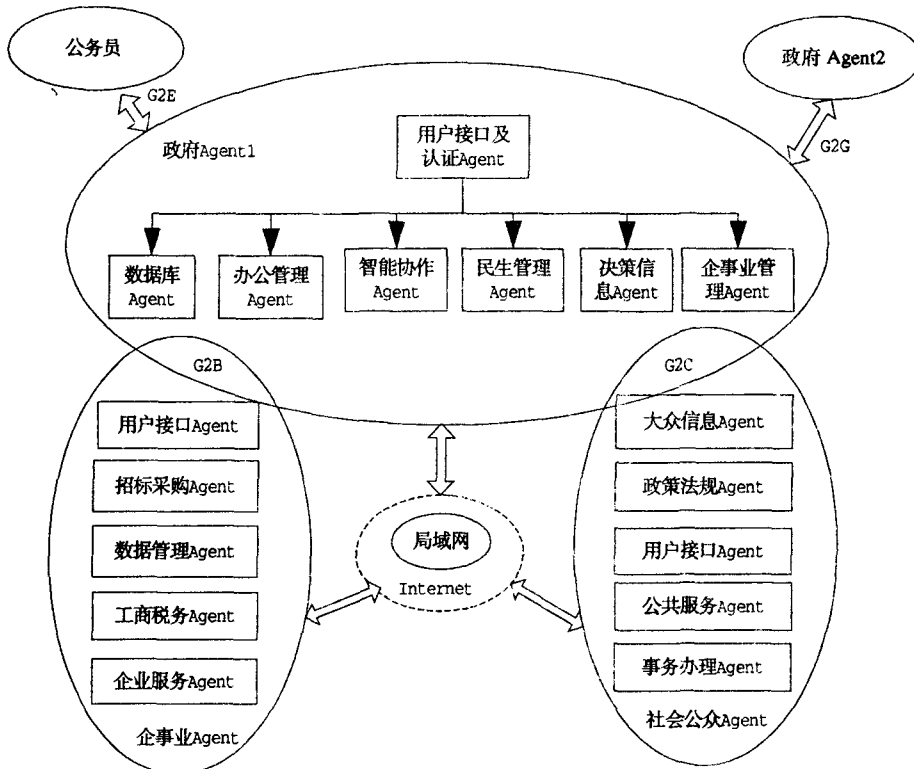 公务员
政府 Agent2
G2E
G2G
政府Agent1
用户接口及
认证Agent
数据库
Agent
办公管理
Agent
智能协作
Agent
民生管理
Agent
决策信
息Agent
企事业管
理Agent
G2B
G2C
用户接口Agent
招标采购Agent
数据管理Agent
工商税务Agent
企业服务Agent
企事业Agent
局域网
Internet
大众信息Agent
政策法规Agent
用户接口Agent
公共服务Agent
事务办理Agent
社会公众Agent